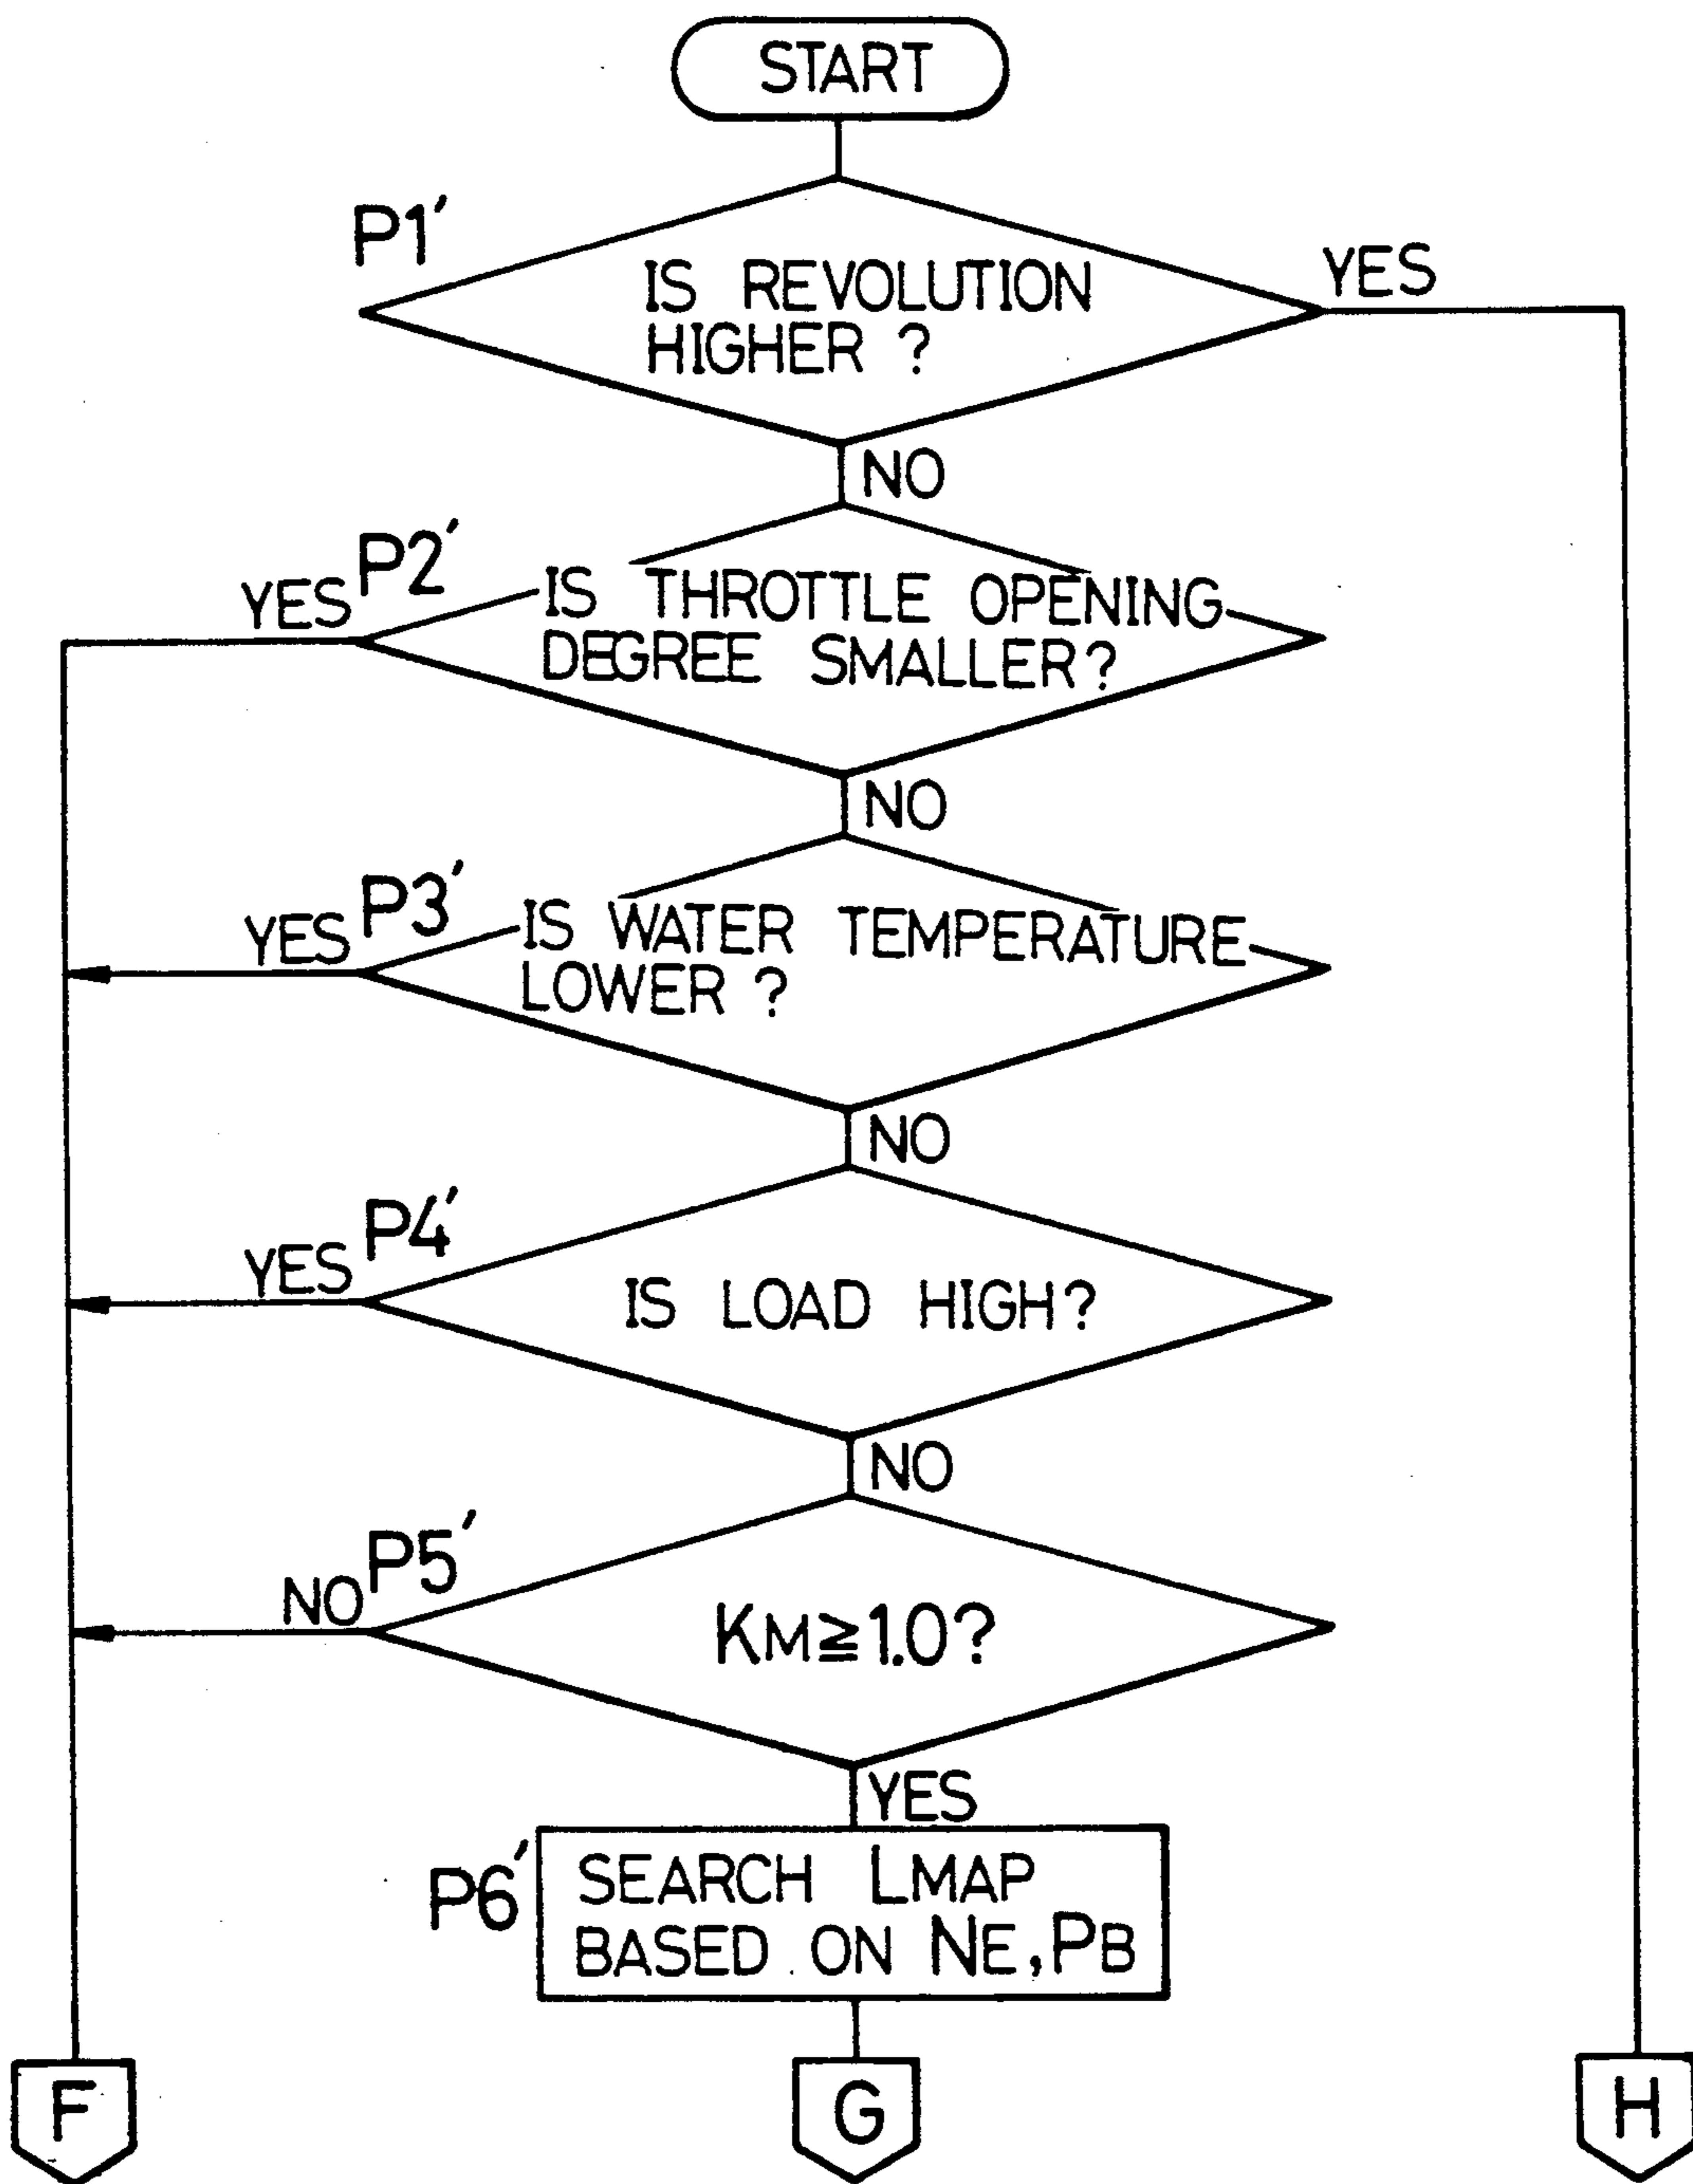 START
P1'
IS REVOLUTION
HIGHER ?
YES
NO
P2'
YES
IS THROTTLE OPENING
DEGREE SMALLER?
NO
P3'
YES
IS WATER TEMPERATURE
LOWER ?
NO
P4'
YES
IS LOAD HIGH?
NO
P5'
NO
KM≧1.0?
YES
P6'
SEARCH LMAP
BASED ON NE,PB
F
G
H